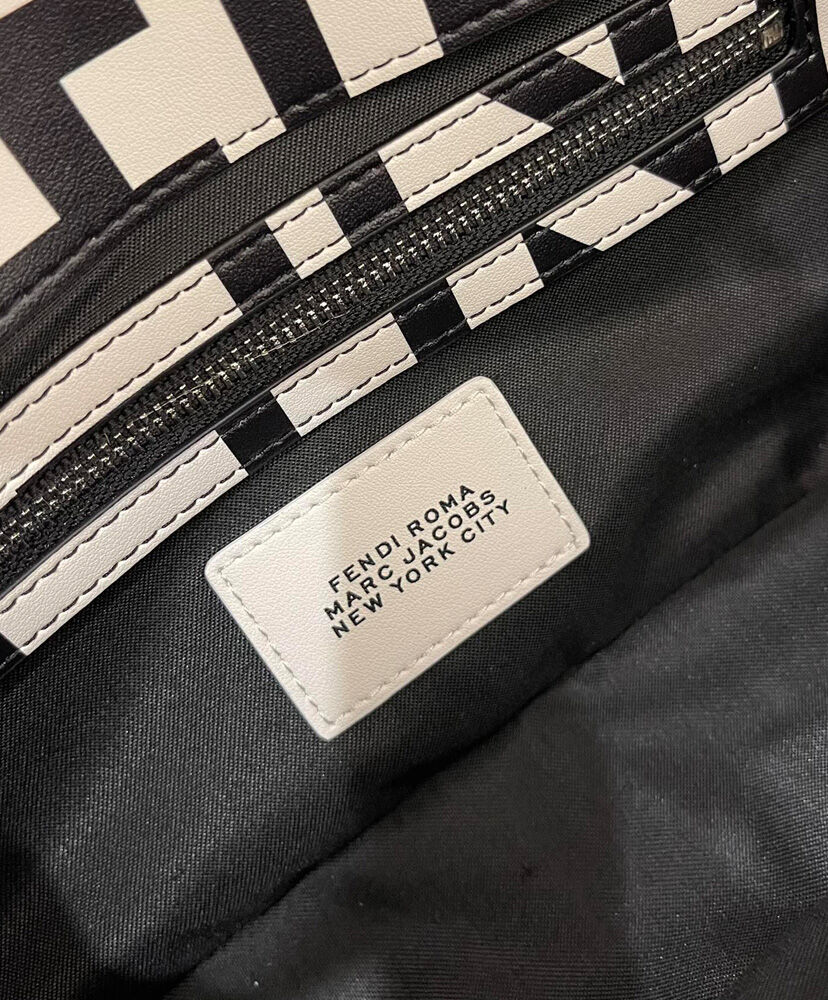 FENDI ROMA
MARC JACOBS
NEW YORK CITY